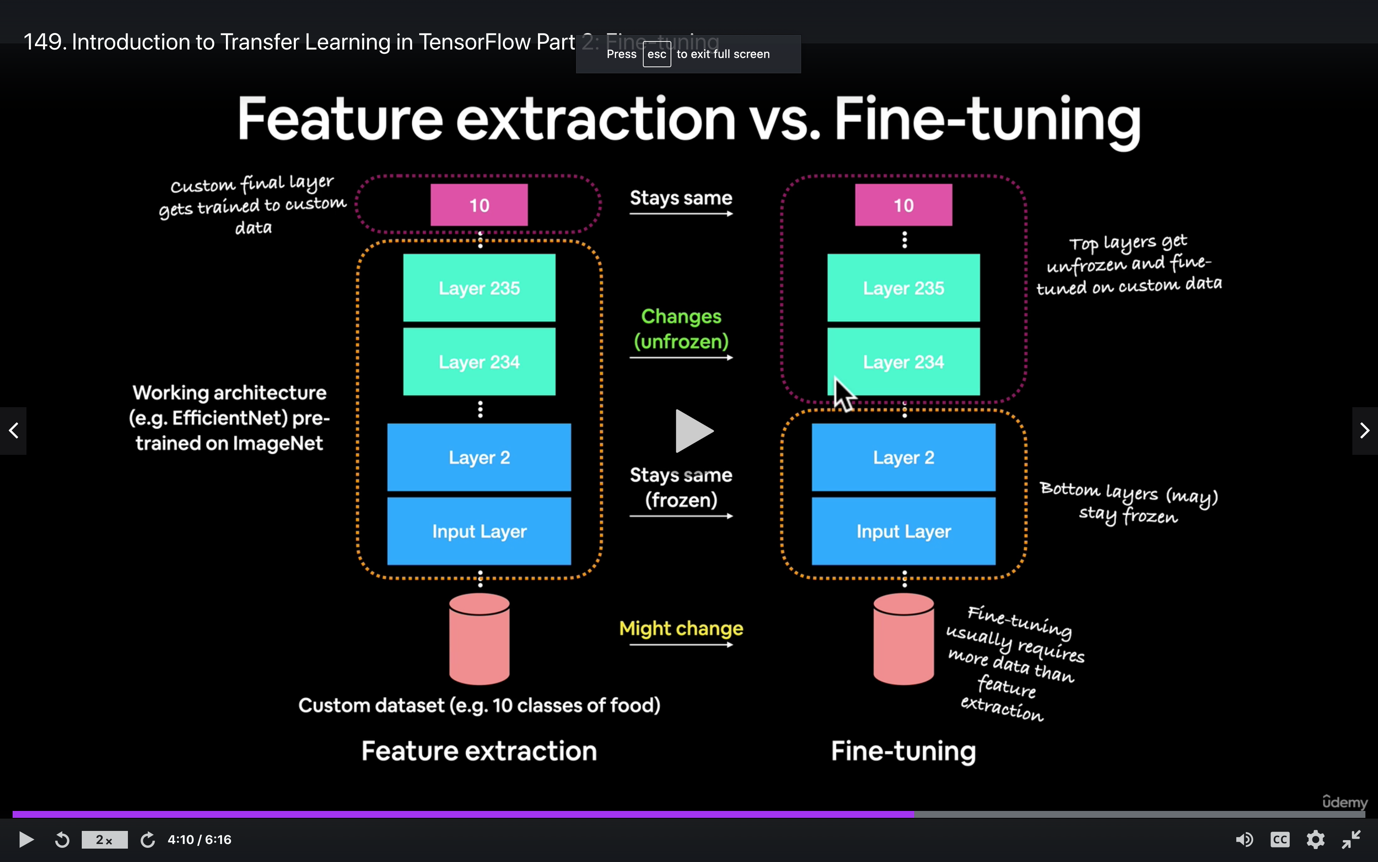 149. Introduction to Transfer Learning in TensorFlow Part 2: Fine-tuning
Press esc to exit full screen
Feature extraction vs. Fine-tuning
Custom final layer
gets trained to custom
data
10
Stays same
10
Top layers get
unfrozen and fine-
tuned on custom data
Layer 235
Changes
(unfrozen)
Layer 235
Layer 234
Layer 234
Working architecture
(e.g. EfficientNet) pre-
trained on ImageNet
Layer 2
Stays same
(frozen)
Layer 2
Bottom layers (may)
stay frozen
Input Layer
Input Layer
Might change
Fine-tuning
usually requires
more data than
feature
extraction
Custom dataset (e.g. 10 classes of food)
Feature extraction
Fine-tuning
ûdemy
2x
4:10 / 6:16
CC